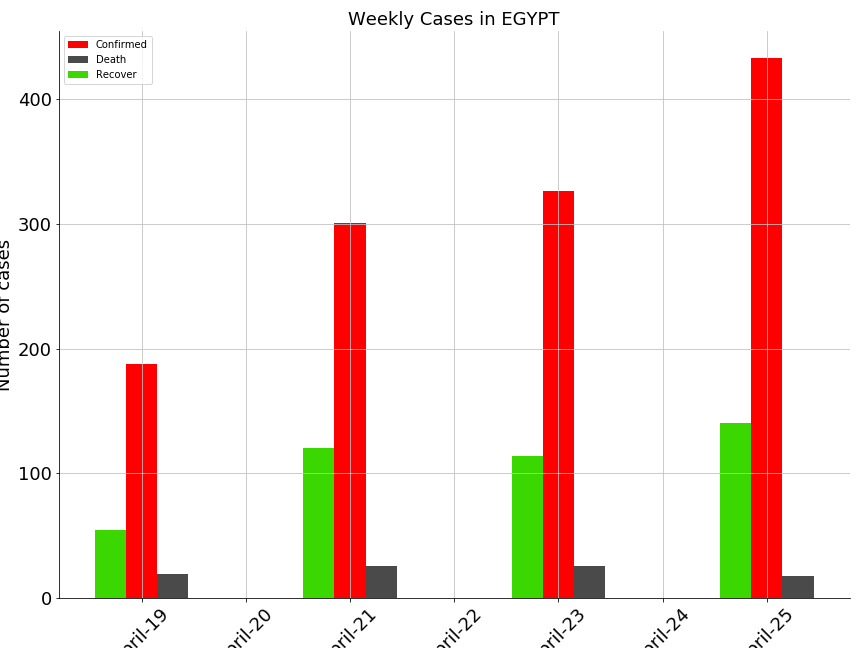 Weekly Cases in EGYPT
Confirmed
Death
Recover
Number of cases
400
300
200
100
0
pril-19
pril-20
pril-21
pril-22
pril-23
pril-24
pril-25